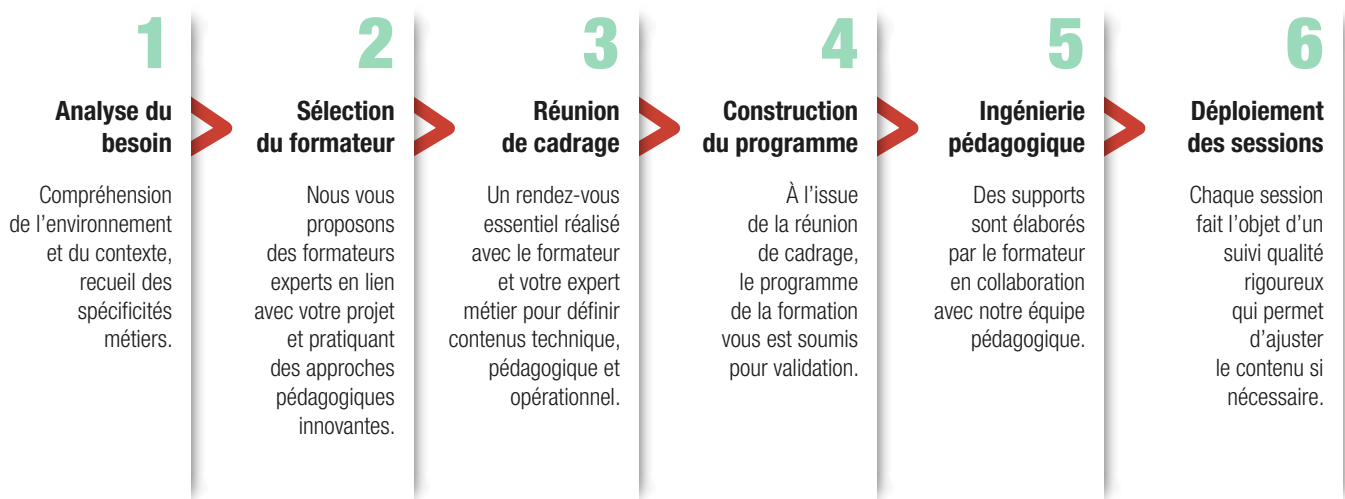 1
Analyse du
besoin
Compréhension
de l’environnement
et du contexte,
recueil des
spécificités
métiers.
2
Sélection
du formateur
Nous vous
proposons
des formateurs
experts en lien
avec votre projet
et pratiquant
des approches
pédagogiques
innovantes.
3
Réunion
de cadrage
Un rendez-vous
essentiel réalisé
avec le formateur
et votre expert
métier pour définir
contenus technique,
pédagogique et
opérationnel.
4
Construction
du programme
À l’issue
de la réunion
de cadrage,
le programme
de la formation
vous est soumis
pour validation.
5
Ingénierie
pédagogique
Des supports
sont élaborés
par le formateur
en collaboration
avec notre équipe
pédagogique.
6
Déploiement
des sessions
Chaque session
fait l’objet d’un
suivi qualité
rigoureux
qui permet
d’ajuster
le contenu si
nécessaire.